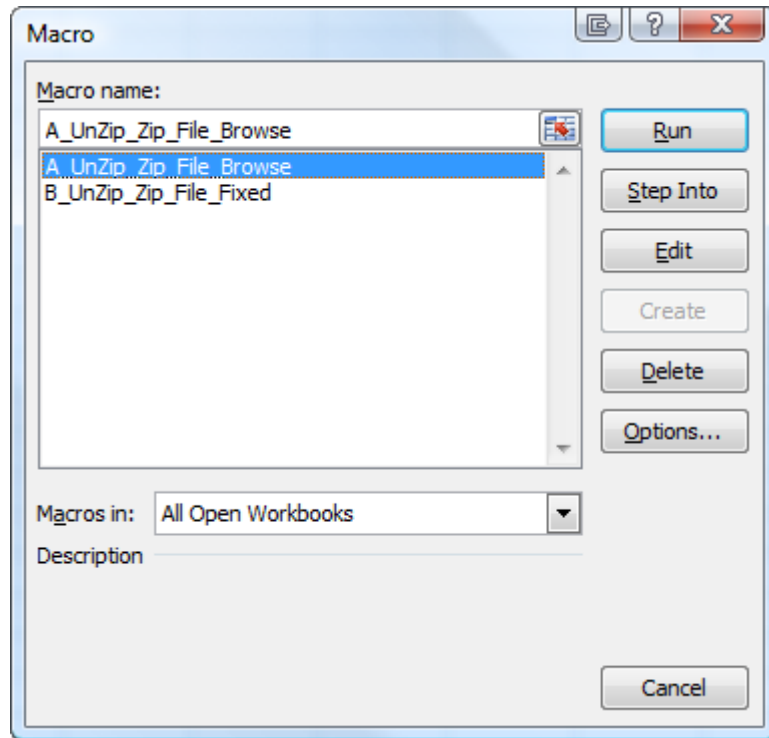 Macro
Macro name:
A_UnZip_Zip_File_Browse
A_UnZip_Zip_File_Browse
B_UnZip_Zip_File_Fixed
Run
Step Into
Edit
Create
Delete
Options...
Macros in: All Open Workbooks
Description
Cancel